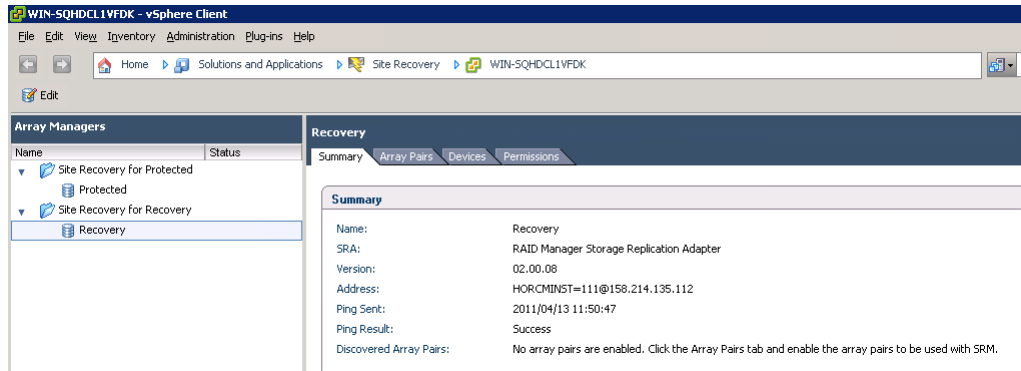 WIN-SQHDCL1VFDK - vSphere Client
File Edit View Inventory Administration Plug-ins Help
Home Solutions and Applications Site Recovery WIN-SQHDCL1VFDK
Edit
Array Managers
Name Status
Site Recovery for Protected
Protected
Site Recovery for Recovery
Recovery
Recovery
Summary Array Pairs Devices Permissions
Summary
Name: Recovery
SRA: RAID Manager Storage Replication Adapter
Version: 02.00.08
Address: HORCMINST=111@158.214.135.112
Ping Sent: 2011/04/13 11:50:47
Ping Result: Success
Discovered Array Pairs: No array pairs are enabled. Click the Array Pairs tab and enable the array pairs to be used with SRM.